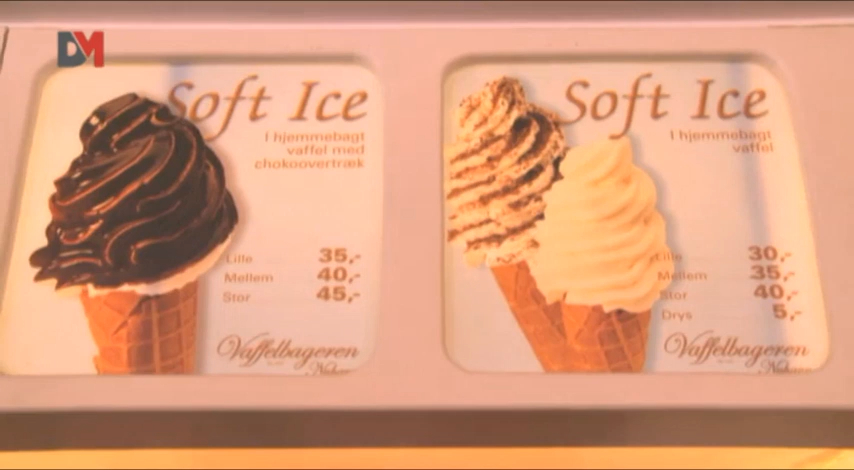 DM
Soft Ice
I hjemmebagt
vaffel med
chokoovertræk
Lille 35,-
Mellem 40,-
Stor 45,-
Vaffelbageren
Soft Ice
I hjemmebagt
vaffel
Lille 30,-
Mellem 35,-
Stor 40,-
Drys 5,-
Vaffelbageren